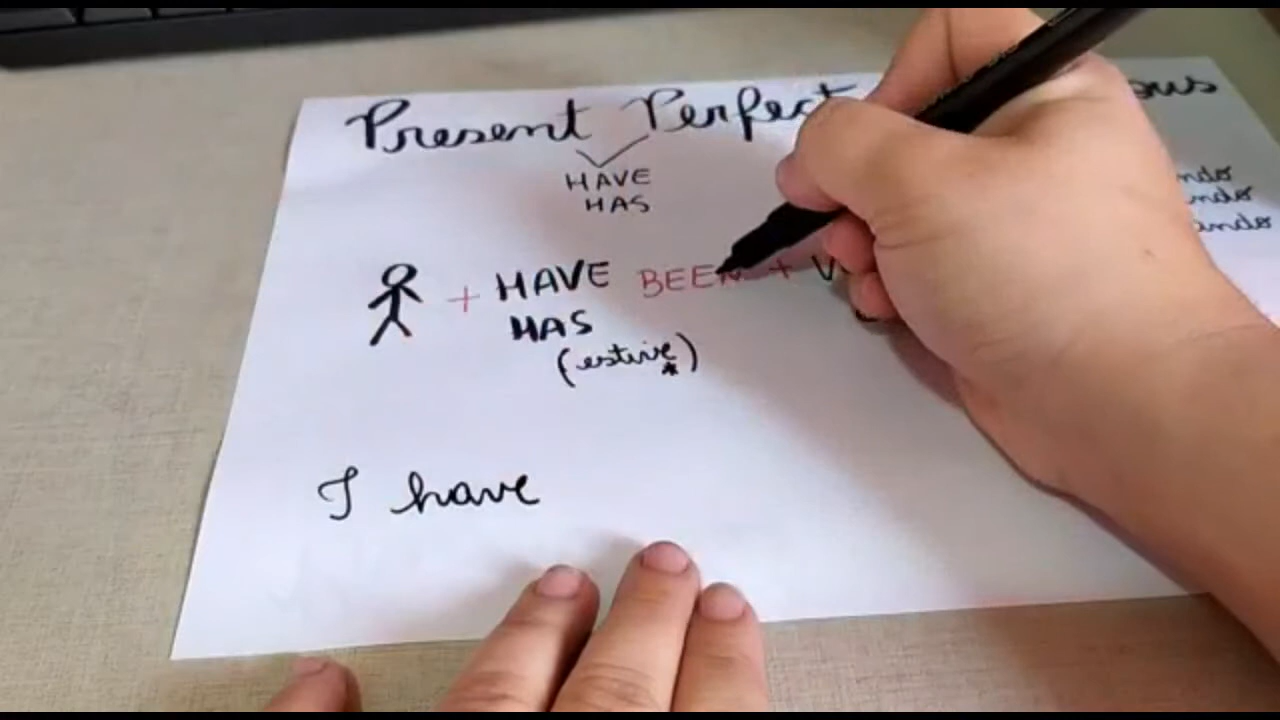 Present Perfect
HAVE
HAS
+ HAVE BEEN +
HAS
(estive*)
I have